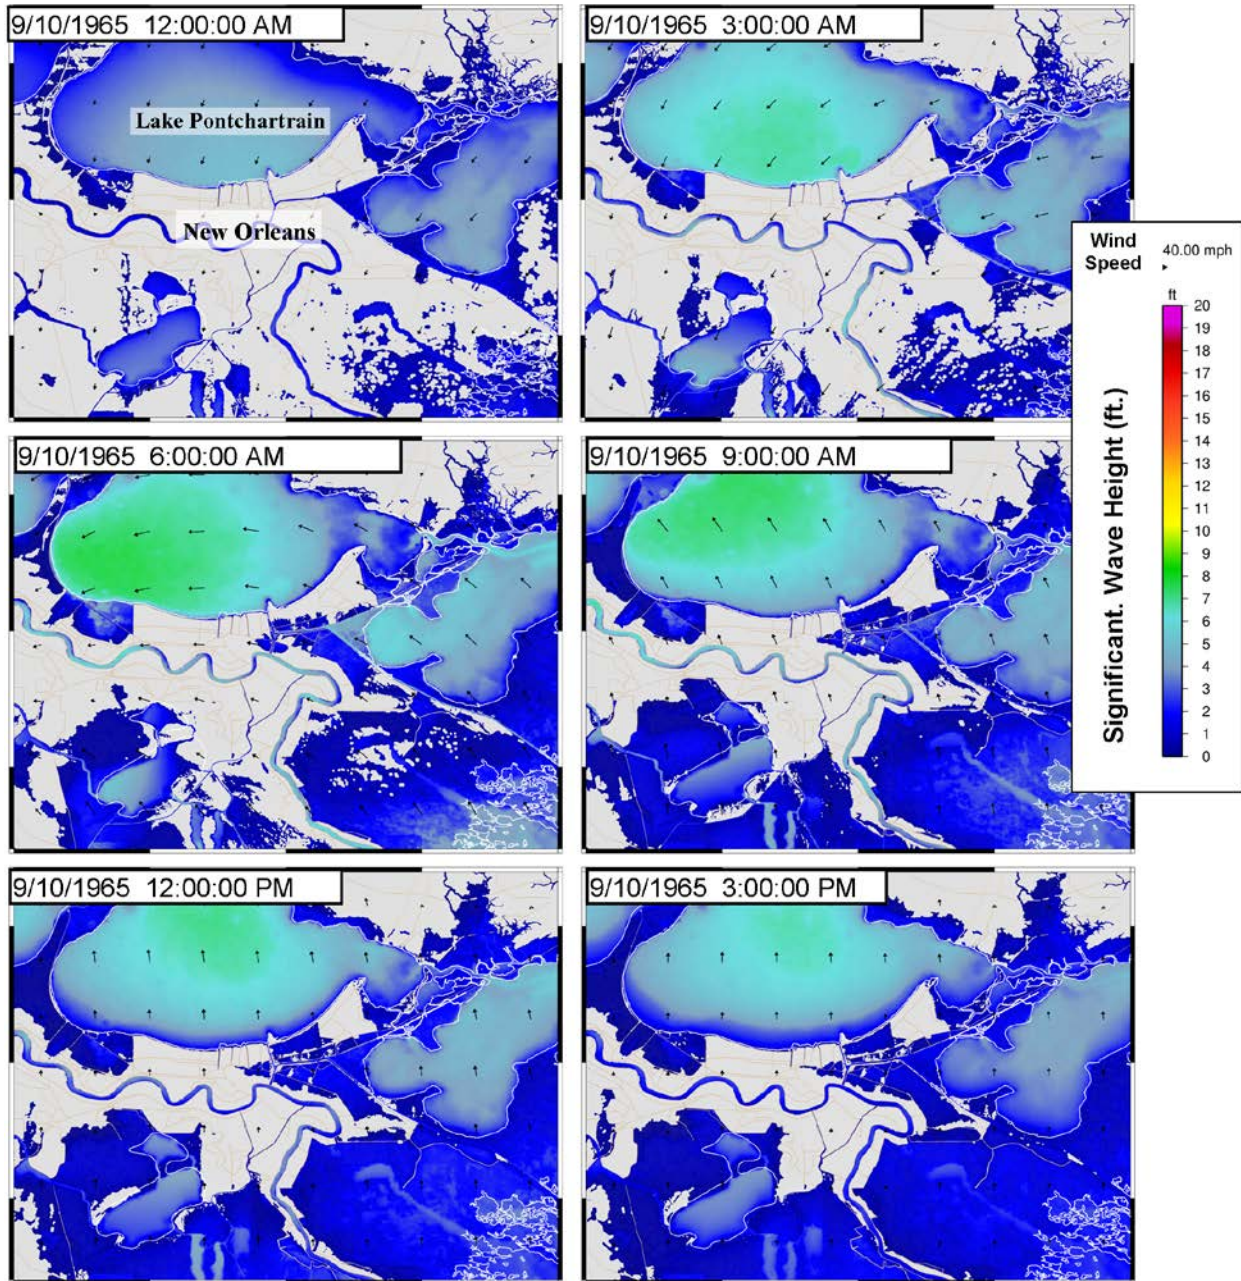 9/10/1965 12:00:00 AM
9/10/1965 3:00:00 AM
Lake Pontchartrain
New Orleans
Wind
Speed
40.00 mph
ft
20
19
18
17
16
15
14
13
12
11
10
9
8
7
6
5
4
3
2
1
0
Significant. Wave Height (ft.)
9/10/1965 6:00:00 AM
9/10/1965 9:00:00 AM
9/10/1965 12:00:00 PM
9/10/1965 3:00:00 PM